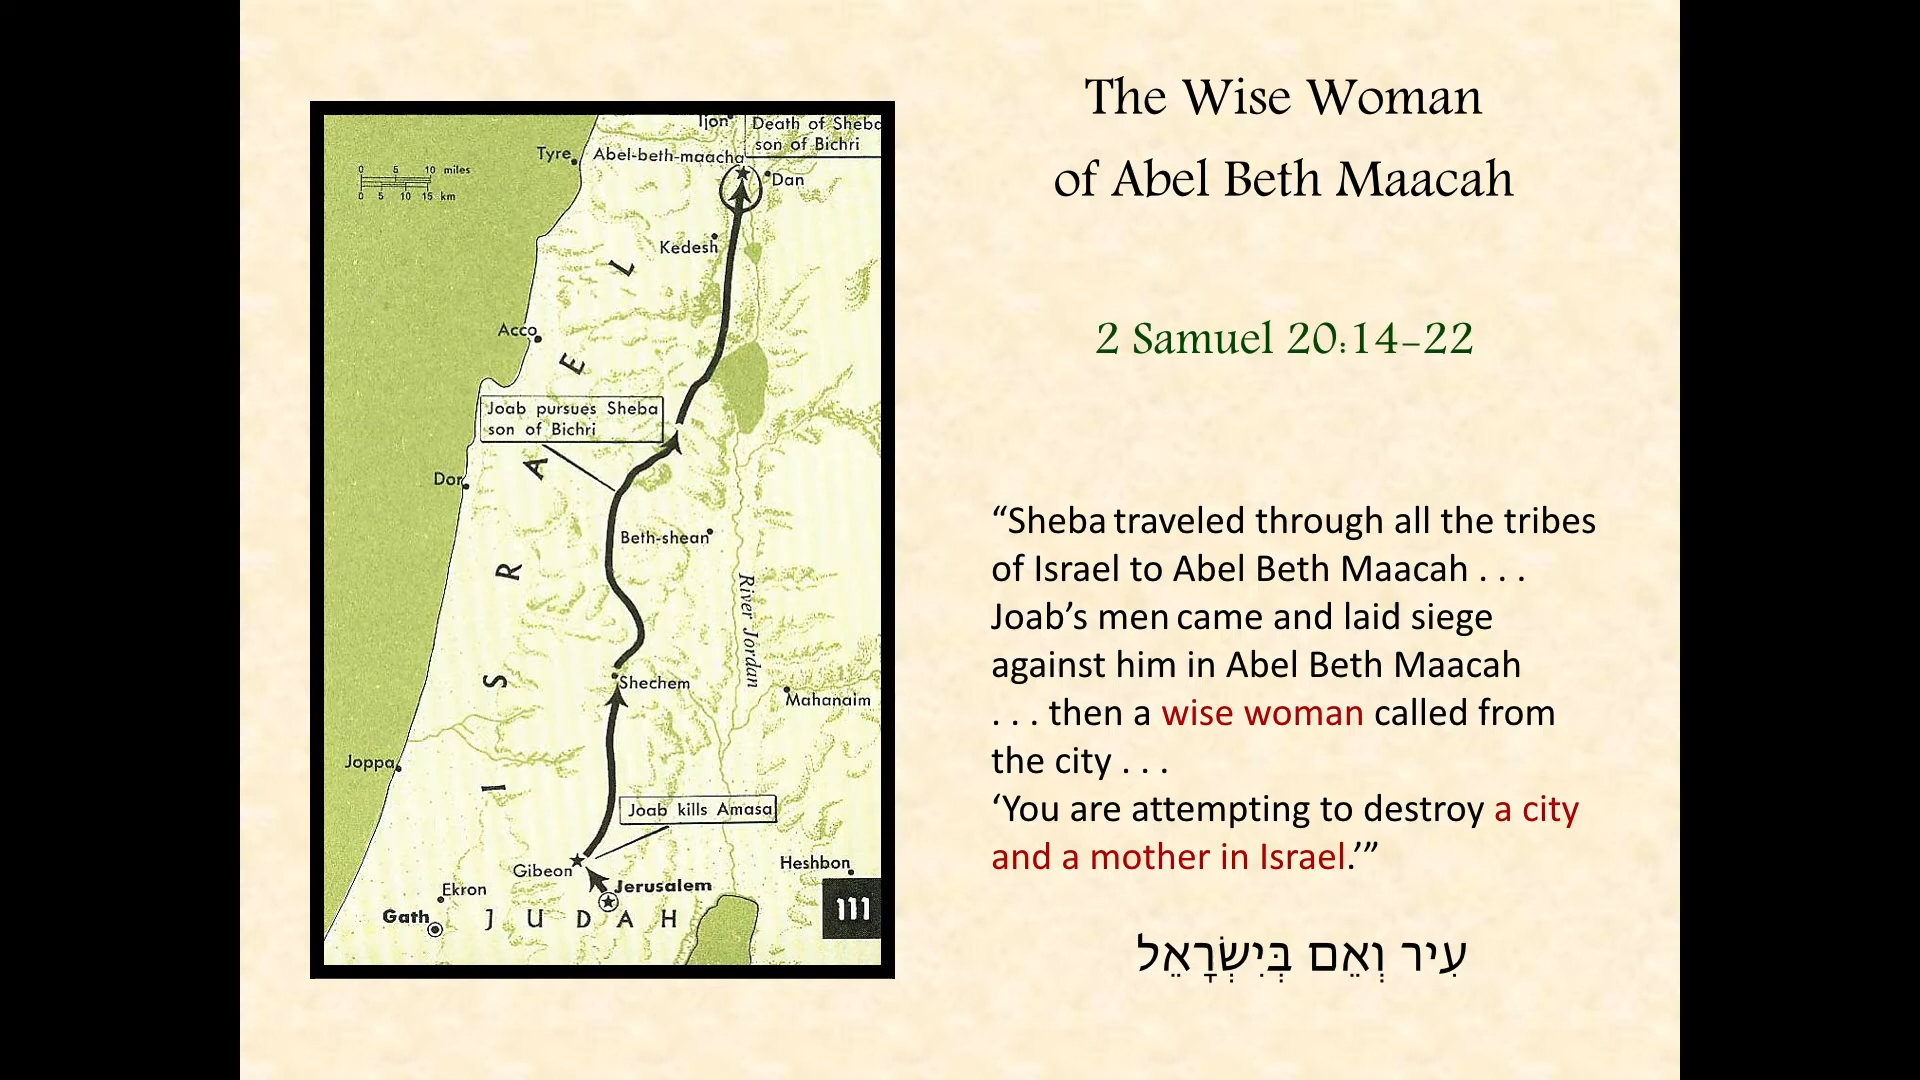 The Wise Woman
of Abel Beth Maacah
2 Samuel 20:14–22
“Sheba traveled through all the tribes
of Israel to Abel Beth Maacah . . .
Joab’s men came and laid siege
against him in Abel Beth Maacah
. . . then a wise woman called from
the city . . .
‘You are attempting to destroy a city
and a mother in Israel.’”
עִיר וְאֵם בְּיִשְׂרָאֵל
Ijon
Death of Sheba
son of Bichri
Tyre
Abel-beth-maacha
Dan
0 5 10 miles
0 5 10 15 km
Kedesh
Acco
Joab pursues Sheba
son of Bichri
Dor
Beth-shean
River Jordan
Shechem
Mahanaim
Joppa
Joab kills Amasa
Gibeon
Heshbon
Jerusalem
Ekron
Gath
ISRAEL
JUDAH
111